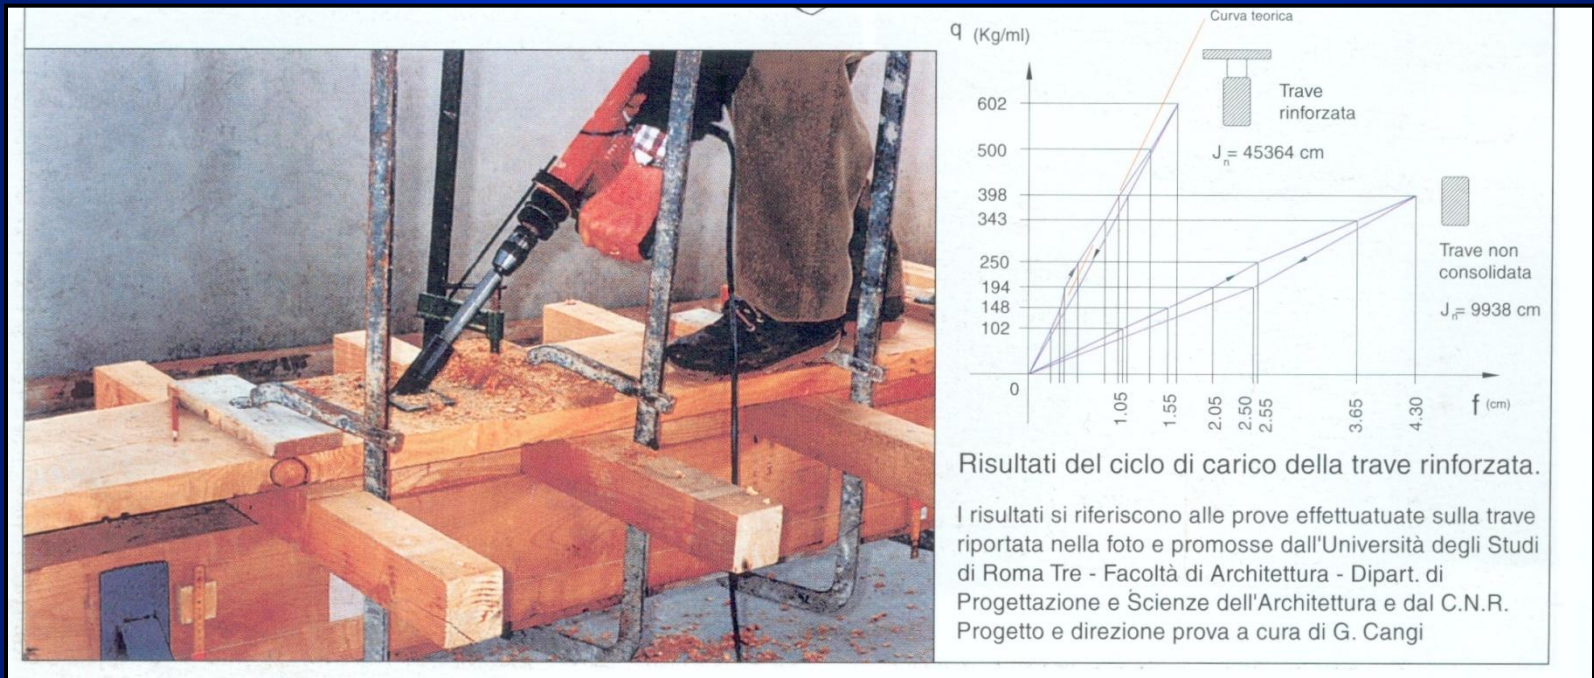 Curva teorica
q (Kg/ml)
602
500
398
343
250
194
148
102
0
Trave
rinforzata
Jn= 45364 cm
Trave non
consolidata
Jn= 9938 cm
1.05
1.55
2.05
2.50
2.55
3.65
4.30
f (cm)
Risultati del ciclo di carico della trave rinforzata.
I risultati si riferiscono alle prove effettuatuate sulla trave
riportata nella foto e promosse dall'Università degli Studi
di Roma Tre - Facoltà di Architettura - Dipart. di
Progettazione e Scienze dell'Architettura e dal C.N.R.
Progetto e direzione prova a cura di G. Cangi